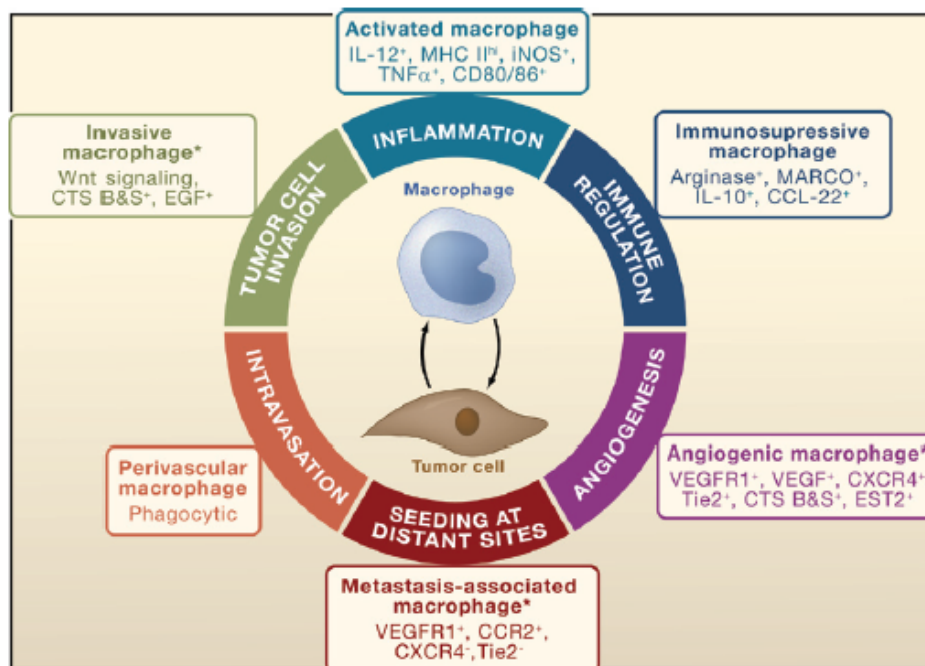 Activated macrophage
IL-12⁺, MHC IIʰⁱ, iNOS⁺,
TNFα⁺, CD80/86⁺
INFLAMMATION
Invasive
macrophage*
Wnt signaling,
CTS B&S⁺, EGF⁺
TUMOR CELL
INVASION
Immunosupressive
macrophage
Arginase⁺, MARCO⁺,
IL-10⁺, CCL-22⁺
IMMUNE
REGULATION
Macrophage
Tumor cell
INTRAVASATION
Perivascular
macrophage
Phagocytic
ANGIOGENESIS
Angiogenic macrophage*
VEGFR1⁺, VEGF⁺, CXCR4⁺
Tie2⁺, CTS B&S⁺, EST2⁺
SEEDING AT
DISTANT SITES
Metastasis-associated
macrophage*
VEGFR1⁺, CCR2⁺,
CXCR4⁻,Tie2⁻